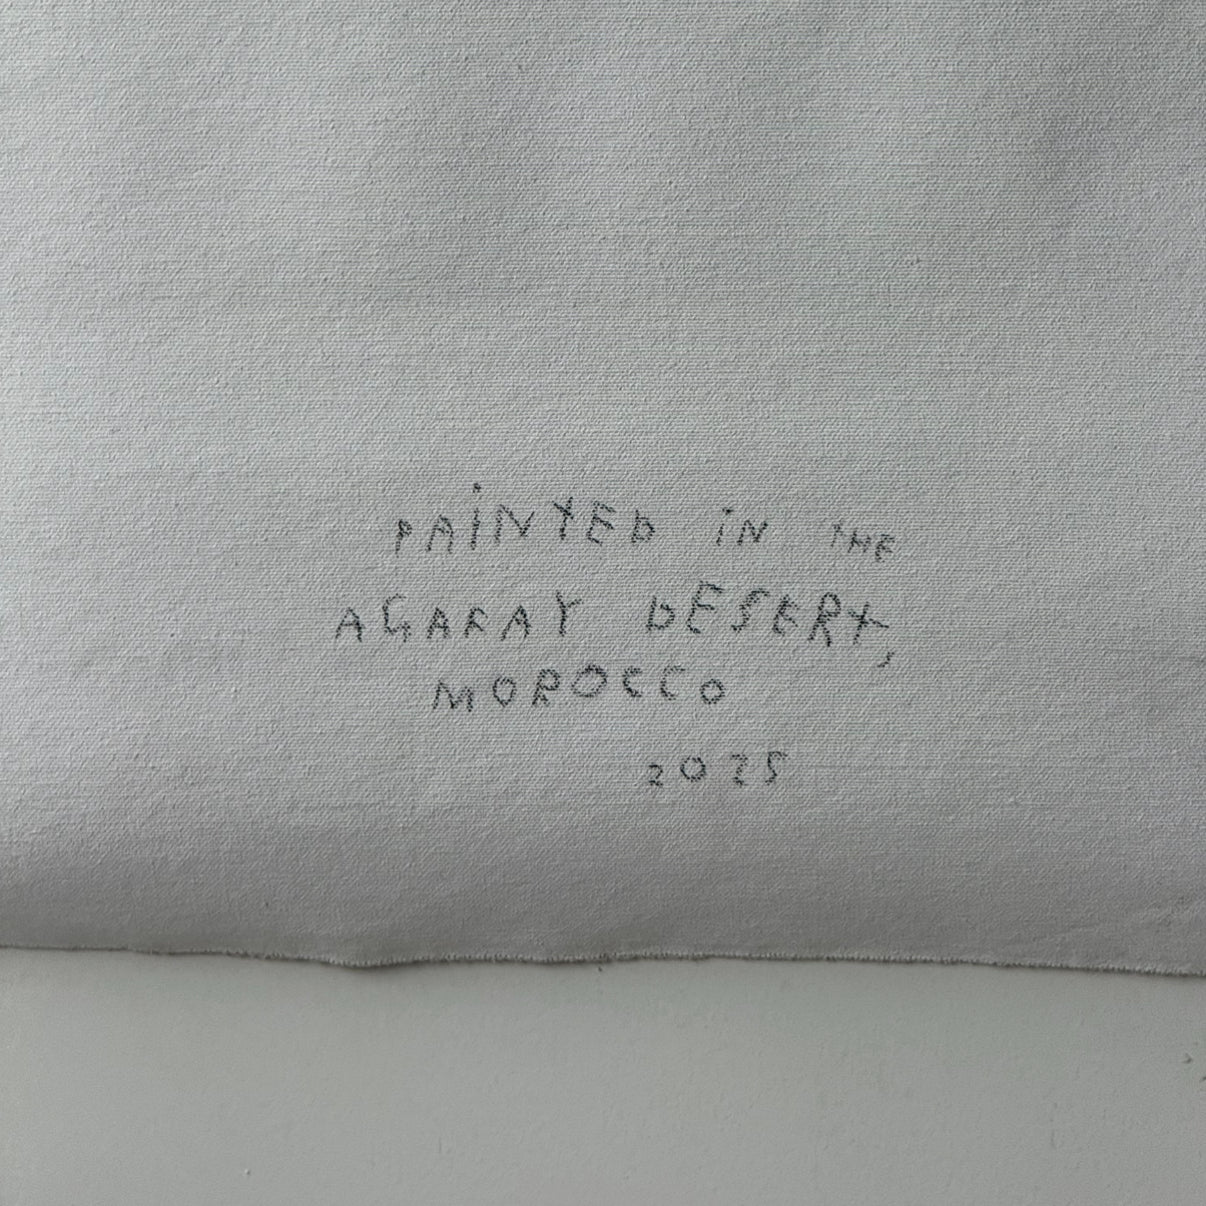 PAINTED IN THE
AGAFAY DESERT,
MOROCCO
2025